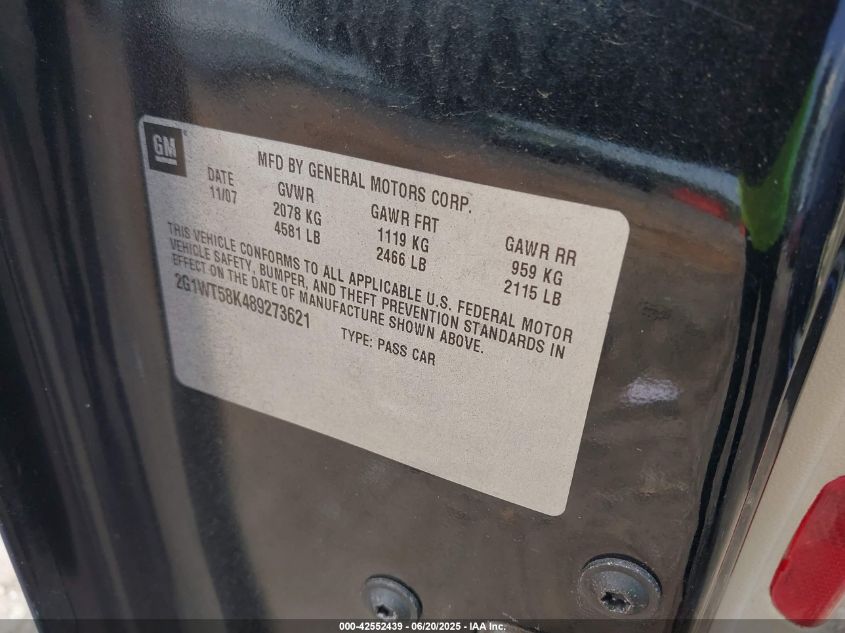 GM
MFD BY GENERAL MOTORS CORP.
DATE GVWR GAWR FRT GAWR RR
11/07 2078 KG 1119 KG 959 KG
4581 LB 2466 LB 2115 LB
THIS VEHICLE CONFORMS TO ALL APPLICABLE U.S. FEDERAL MOTOR
VEHICLE SAFETY, BUMPER, AND THEFT PREVENTION STANDARDS IN
EFFECT ON THE DATE OF MANUFACTURE SHOWN ABOVE.
2G1WT58K489273621 TYPE: PASS CAR
000-42552439 - 06/20/2025 - IAA Inc.